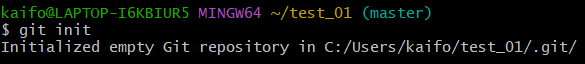 kaifo@LAPTOP-I6KBIUR5 MINGW64 ~/test_01 (master)
$ git init
Initialized empty Git repository in C:/Users/kaifo/test_01/.git/